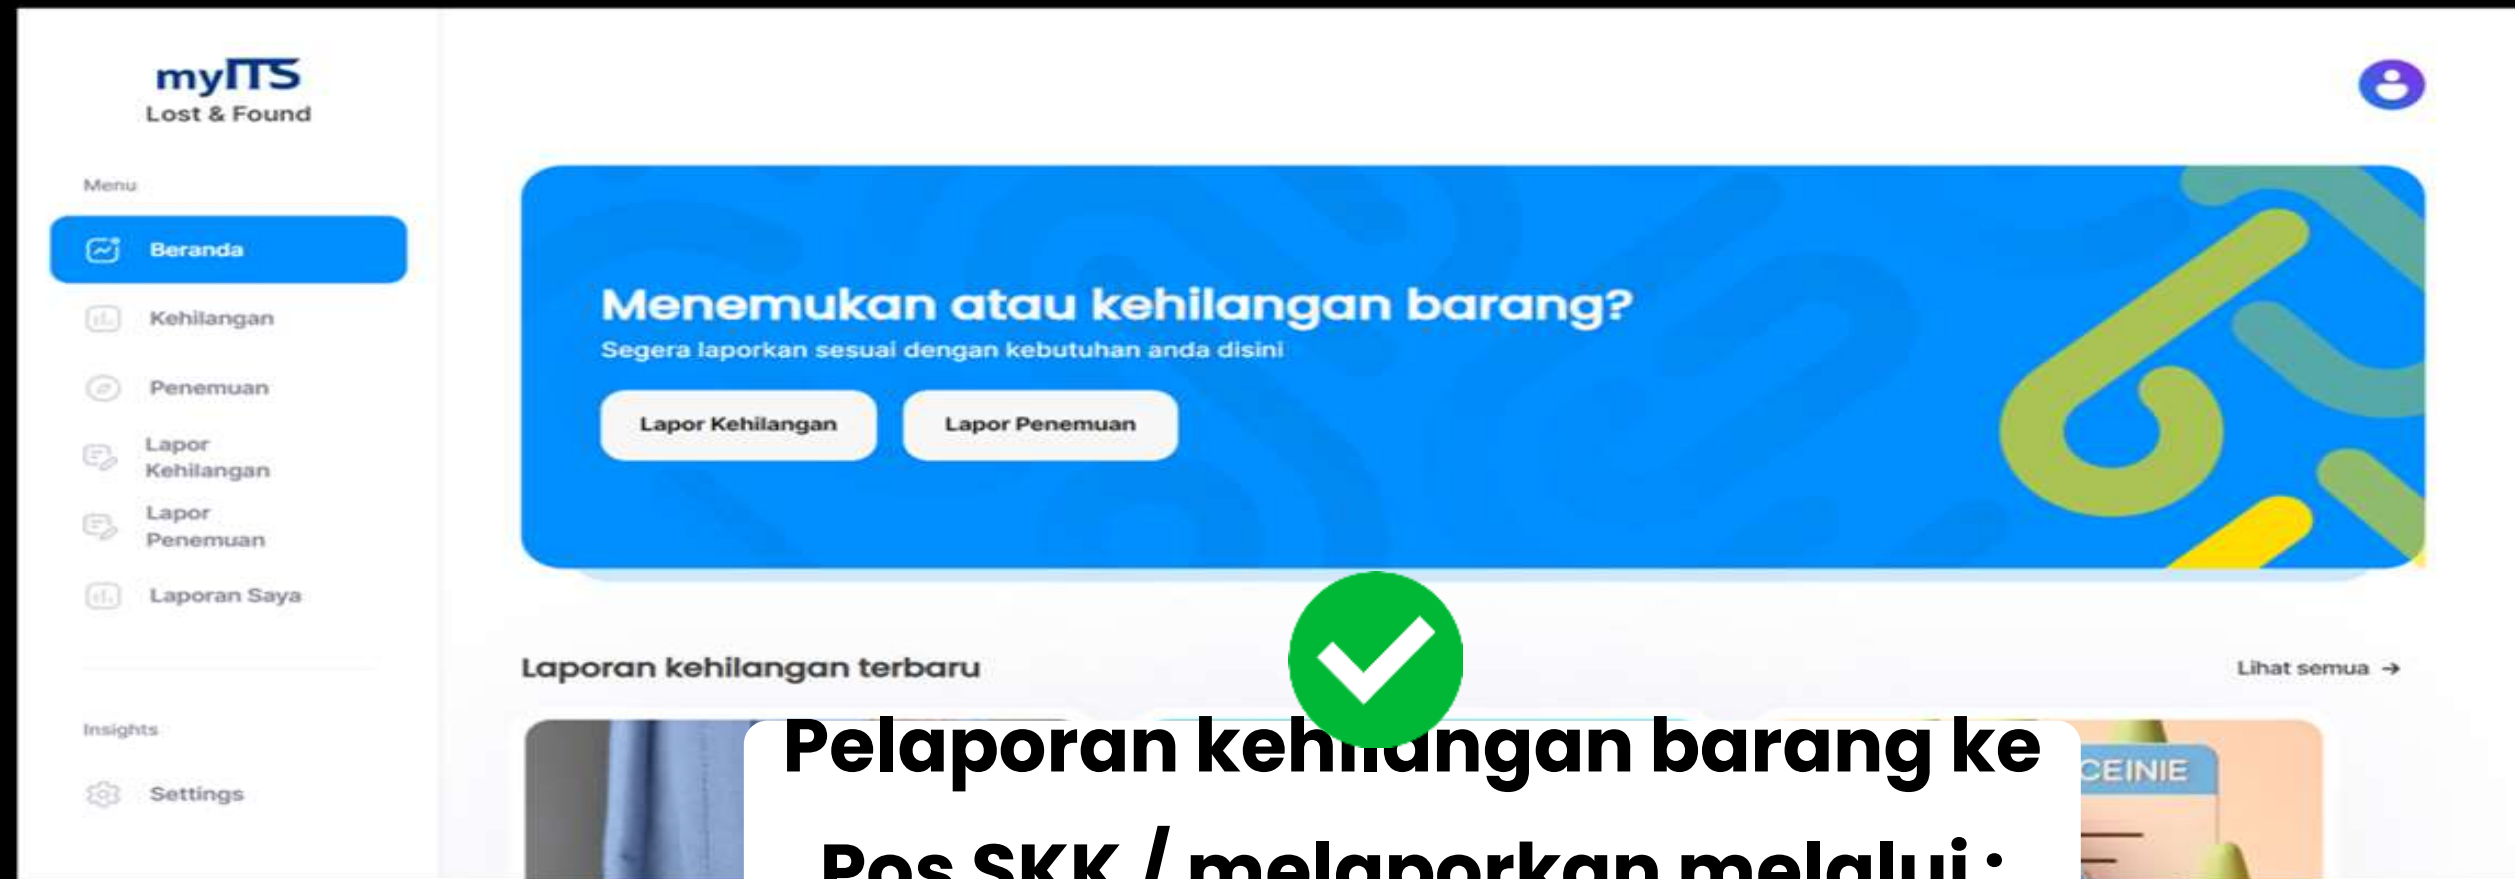 myITS
Lost & Found
Menu
Beranda
Kehilangan
Penemuan
Lapor
Kehilangan
Lapor
Penemuan
Laporan Saya
Insights
Settings
Menemukan atau kehilangan barang?
Segera laporkan sesuai dengan kebutuhan anda disini
Lapor Kehilangan
Lapor Penemuan
Laporan kehilangan terbaru
Lihat semua →
Pelaporan kehilangan barang ke
Pos SKK / melaporkan melalui :
CEINIE